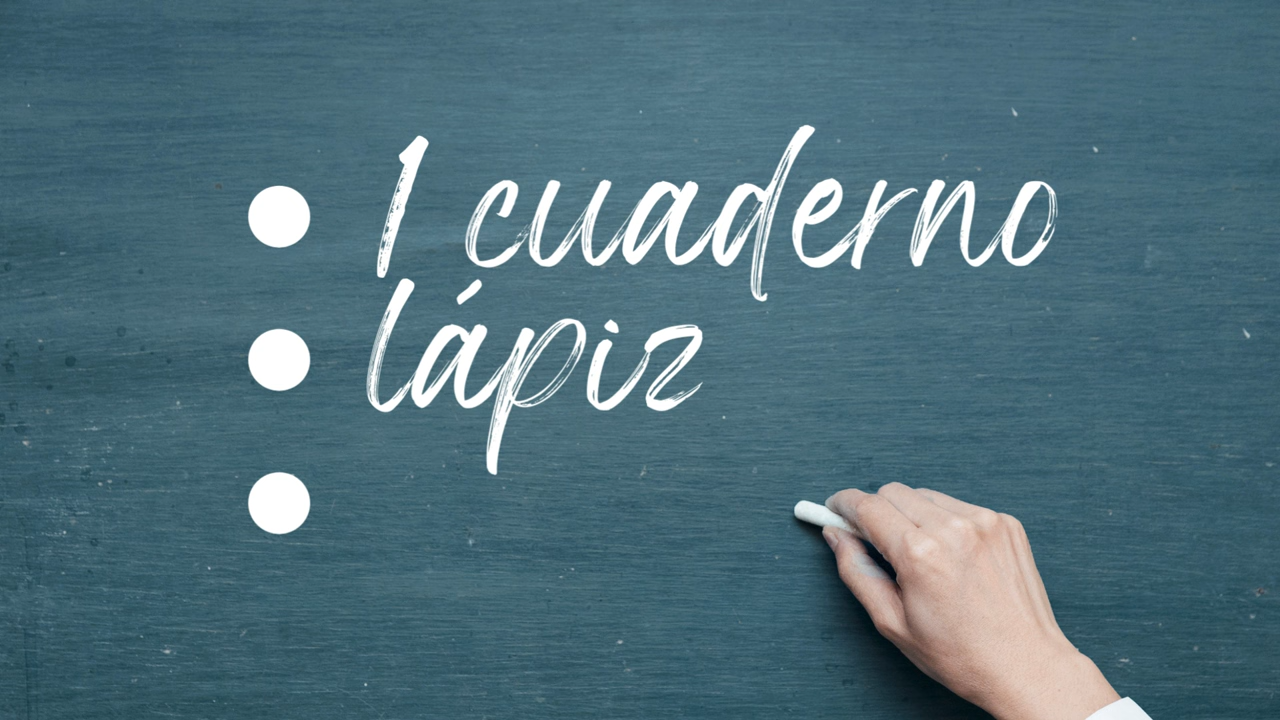 • 1 cuaderno
• lápiz
•